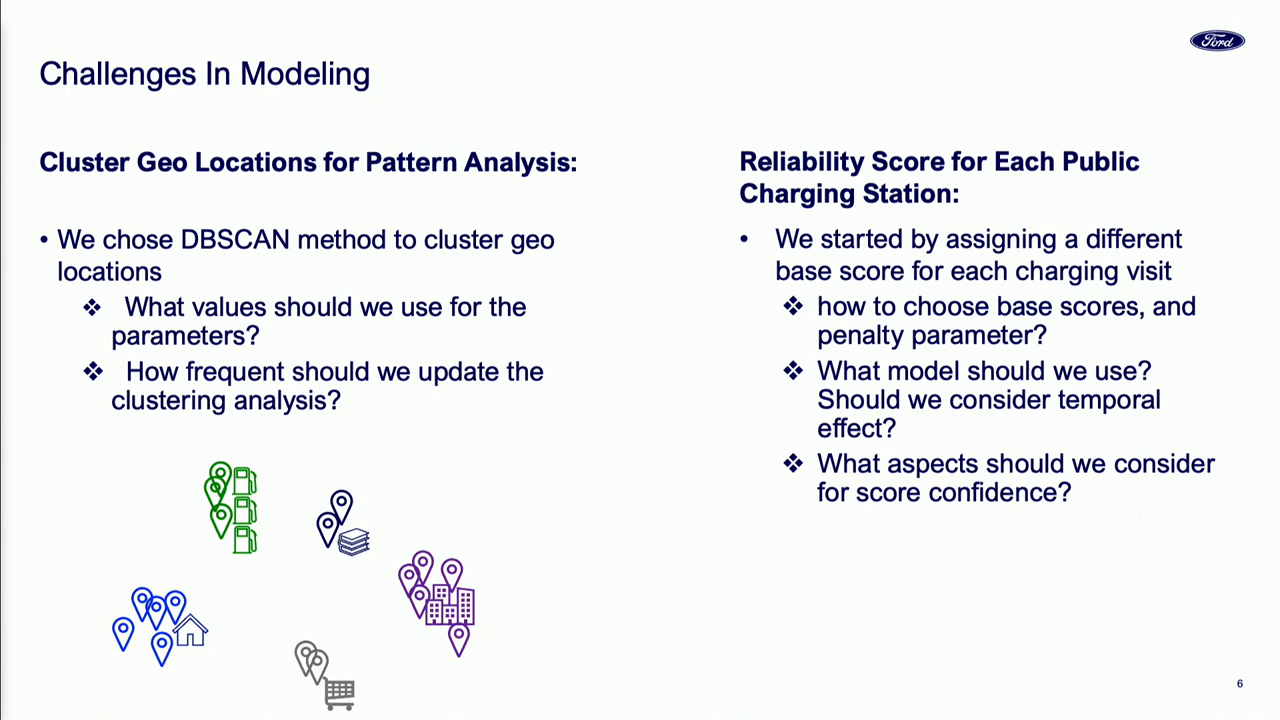 Ford
Challenges In Modeling
Cluster Geo Locations for Pattern Analysis:
• We chose DBSCAN method to cluster geo
locations
❖ What values should we use for the
parameters?
❖ How frequent should we update the
clustering analysis?
Reliability Score for Each Public
Charging Station:
• We started by assigning a different
base score for each charging visit
❖ how to choose base scores, and
penalty parameter?
❖ What model should we use?
Should we consider temporal
effect?
❖ What aspects should we consider
for score confidence?
6